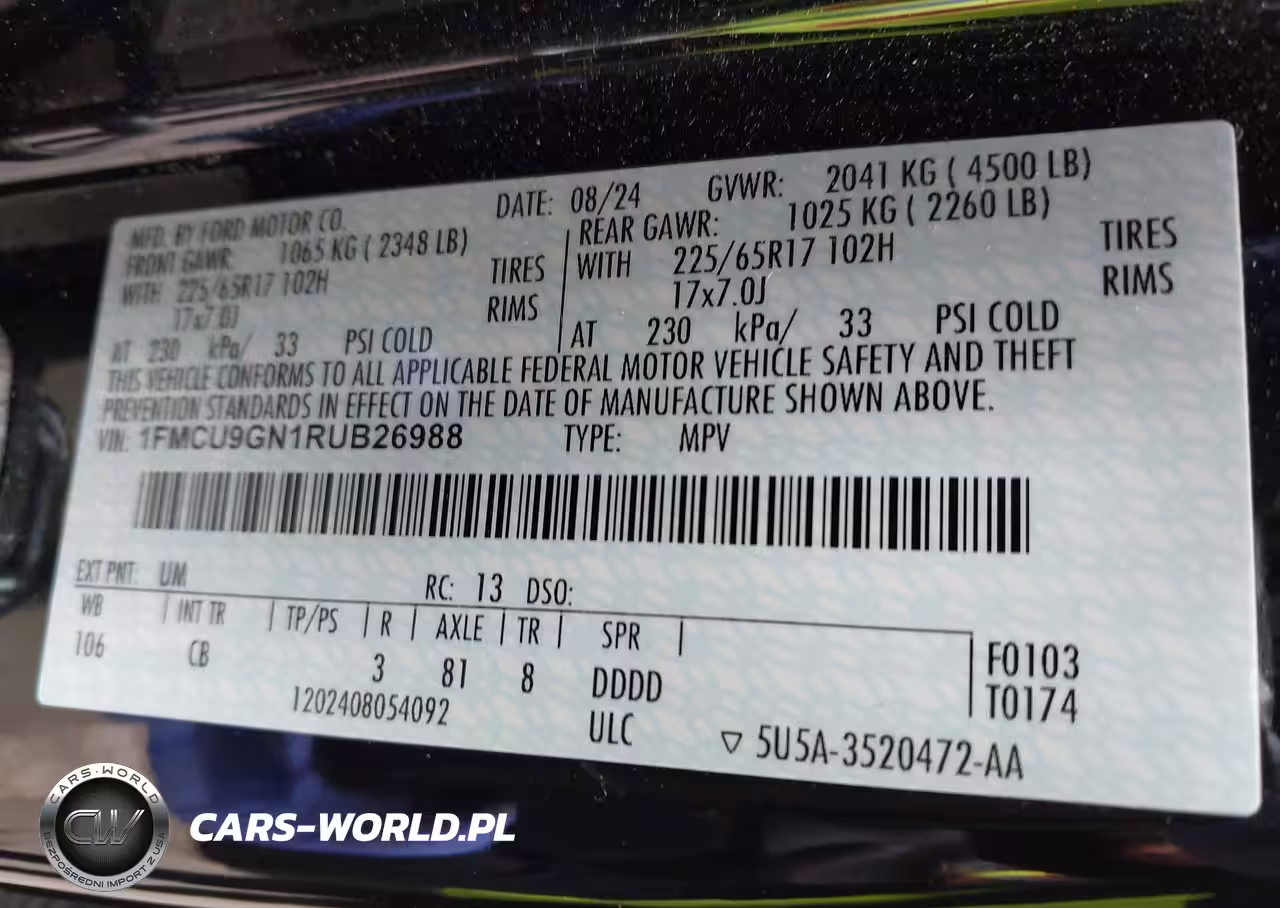 MFD. BY FORD MOTOR CO. DATE: 08/24 GVWR: 2041 KG ( 4500 LB)
FRONT GAWR: 1065 KG ( 2348 LB) REAR GAWR: 1025 KG ( 2260 LB)
WITH 225/65R17 102H TIRES WITH 225/65R17 102H TIRES
17x7.0J RIMS 17x7.0J RIMS
AT 230 kPa/ 33 PSI COLD AT 230 kPa/ 33 PSI COLD
THIS VEHICLE CONFORMS TO ALL APPLICABLE FEDERAL MOTOR VEHICLE SAFETY AND THEFT
PREVENTION STANDARDS IN EFFECT ON THE DATE OF MANUFACTURE SHOWN ABOVE.
VIN: 1FMCU9GN1RUB26988 TYPE: MPV
EXT PNT: UM RC: 13 DSO:
WB | INT TR | TP/PS | R | AXLE | TR | SPR |
106 CB 3 81 8 DDDD
F0103
T0174
1202408054092 ULC ▽ 5U5A-3520472-AA
CARS-WORLD
CW
BEZPOŚREDNI IMPORT Z USA
CARS-WORLD.PL